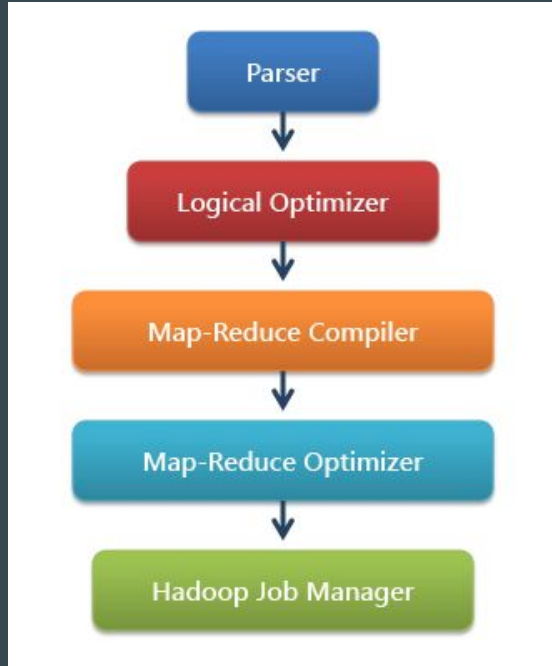 Parser
Logical Optimizer
Map-Reduce Compiler
Map-Reduce Optimizer
Hadoop Job Manager